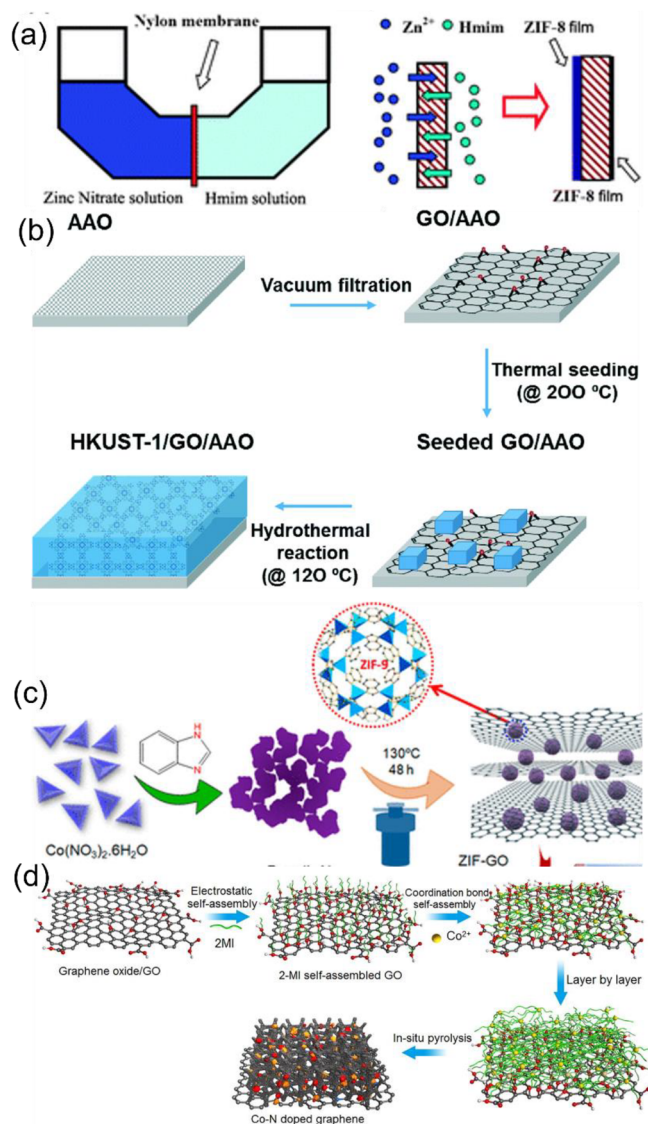 (a)
Nylon membrane
Zn2+
Hmim
ZIF-8 film
Zinc Nitrate solution
Hmim solution
ZIF-8 film
(b)
AAO
GO/AAO
Vacuum filtration
Thermal seeding
(@ 2OO ºC)
HKUST-1/GO/AAO
Seeded GO/AAO
Hydrothermal
reaction
(@ 12O ºC)
(c)
ZIF-9
H
N
N
130ºC
48 h
Co(NO3)2.6H2O
ZIF-GO
(d)
Electrostatic
self-assembly
2MI
Coordination bond
self-assembly
Co2+
Graphene oxide/GO
2-MI self-assembled GO
Layer by layer
In-situ pyrolysis
Co-N doped graphene